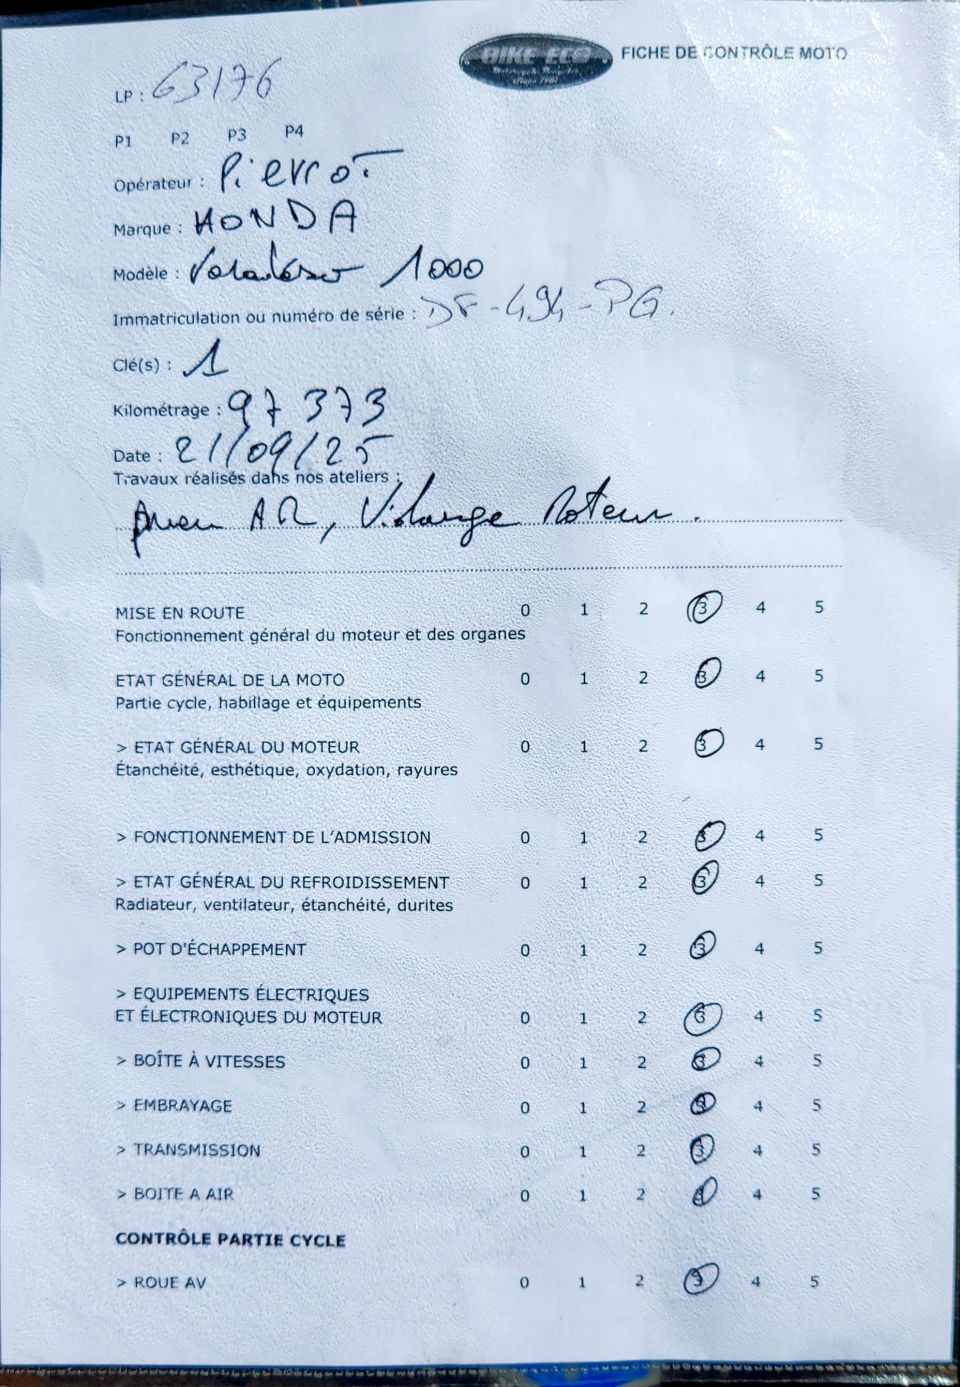 BIKE ECO FICHE DE CONTRÔLE MOTO
Motorcycle Recycler
since 1981
LP : 63176
P1 P2 P3 P4
Opérateur : Pierrot
Marque : HONDA
Modèle : Varadero 1000
Immatriculation ou numéro de série : DF-494-PG.
Clé(s) : 1
Kilométrage : 97 373
Date : 21/09/25
Travaux réalisés dans nos ateliers :
pneu AR, Vidange Moteur.
MISE EN ROUTE 0 1 2 3 4 5
Fonctionnement général du moteur et des organes
ETAT GÉNÉRAL DE LA MOTO 0 1 2 3 4 5
Partie cycle, habillage et équipements
> ETAT GÉNÉRAL DU MOTEUR 0 1 2 3 4 5
Étanchéité, esthétique, oxydation, rayures
> FONCTIONNEMENT DE L'ADMISSION 0 1 2 3 4 5
> ETAT GÉNÉRAL DU REFROIDISSEMENT 0 1 2 3 4 5
Radiateur, ventilateur, étanchéité, durites
> POT D'ÉCHAPPEMENT 0 1 2 3 4 5
> EQUIPEMENTS ÉLECTRIQUES
ET ÉLECTRONIQUES DU MOTEUR 0 1 2 3 4 5
> BOÎTE À VITESSES 0 1 2 3 4 5
> EMBRAYAGE 0 1 2 3 4 5
> TRANSMISSION 0 1 2 3 4 5
> BOITE A AIR 0 1 2 3 4 5
CONTRÔLE PARTIE CYCLE
> ROUE AV 0 1 2 3 4 5